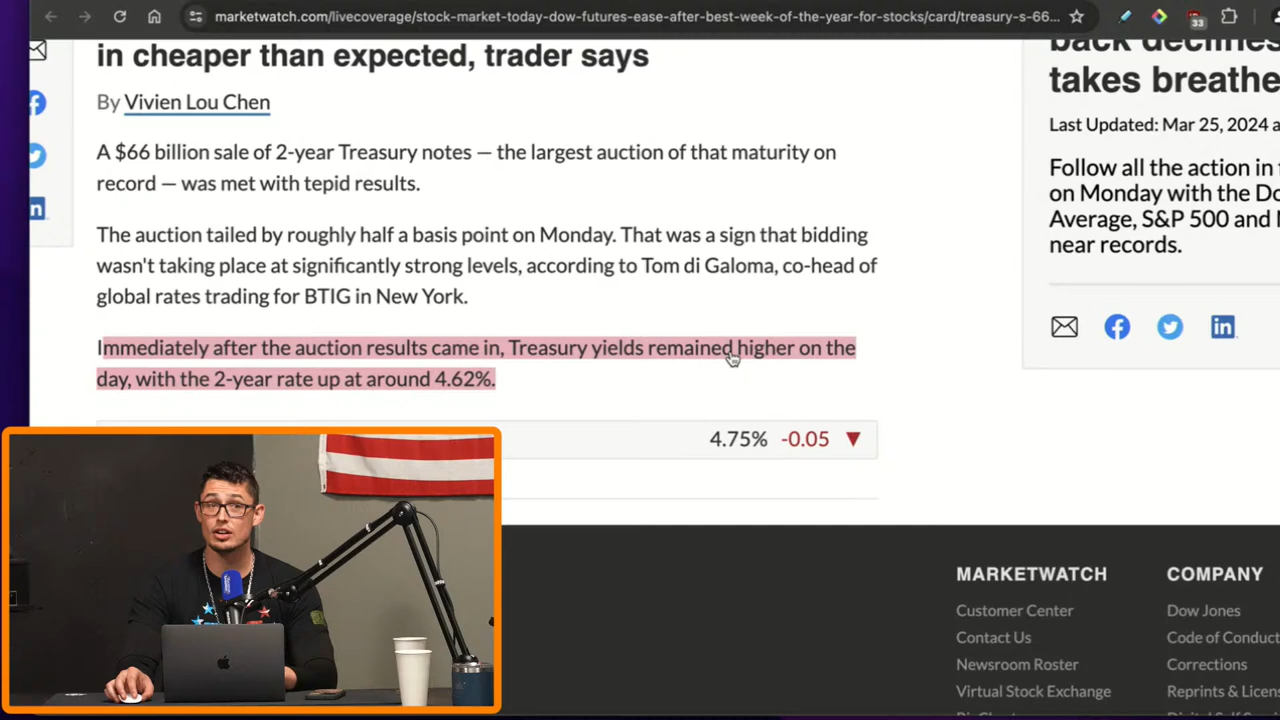 marketwatch.com/livecoverage/stock-market-today-dow-futures-ease-after-best-week-of-the-year-for-stocks/card/treasury-s-66...
33
in cheaper than expected, trader says
By Vivien Lou Chen
A $66 billion sale of 2-year Treasury notes — the largest auction of that maturity on
record — was met with tepid results.
The auction tailed by roughly half a basis point on Monday. That was a sign that bidding
wasn't taking place at significantly strong levels, according to Tom di Galoma, co-head of
global rates trading for BTIG in New York.
Immediately after the auction results came in, Treasury yields remained higher on the
day, with the 2-year rate up at around 4.62%.
4.75% -0.05
back declines
takes breathe
Last Updated: Mar 25, 2024 a
Follow all the action in f
on Monday with the Do
Average, S&P 500 and N
near records.
MARKETWATCH
Customer Center
Contact Us
Newsroom Roster
Virtual Stock Exchange
COMPANY
Dow Jones
Code of Conduct
Corrections
Reprints & Licens